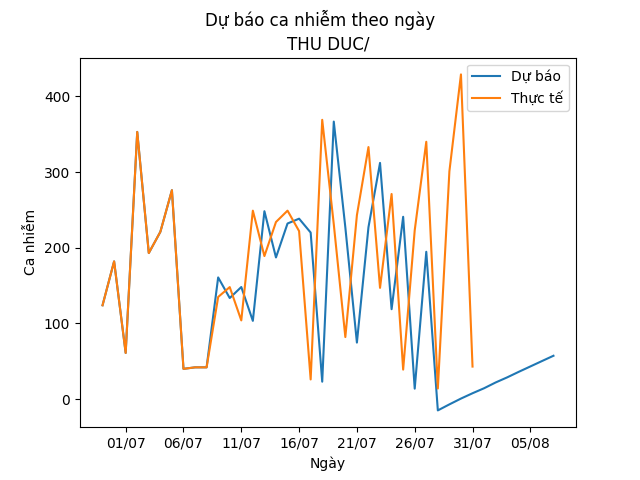 Dự báo ca nhiễm theo ngày
THU DUC/
Dự báo
Thực tế
Ca nhiễm
400
300
200
100
0
01/07 06/07 11/07 16/07 21/07 26/07 31/07 05/08
Ngày